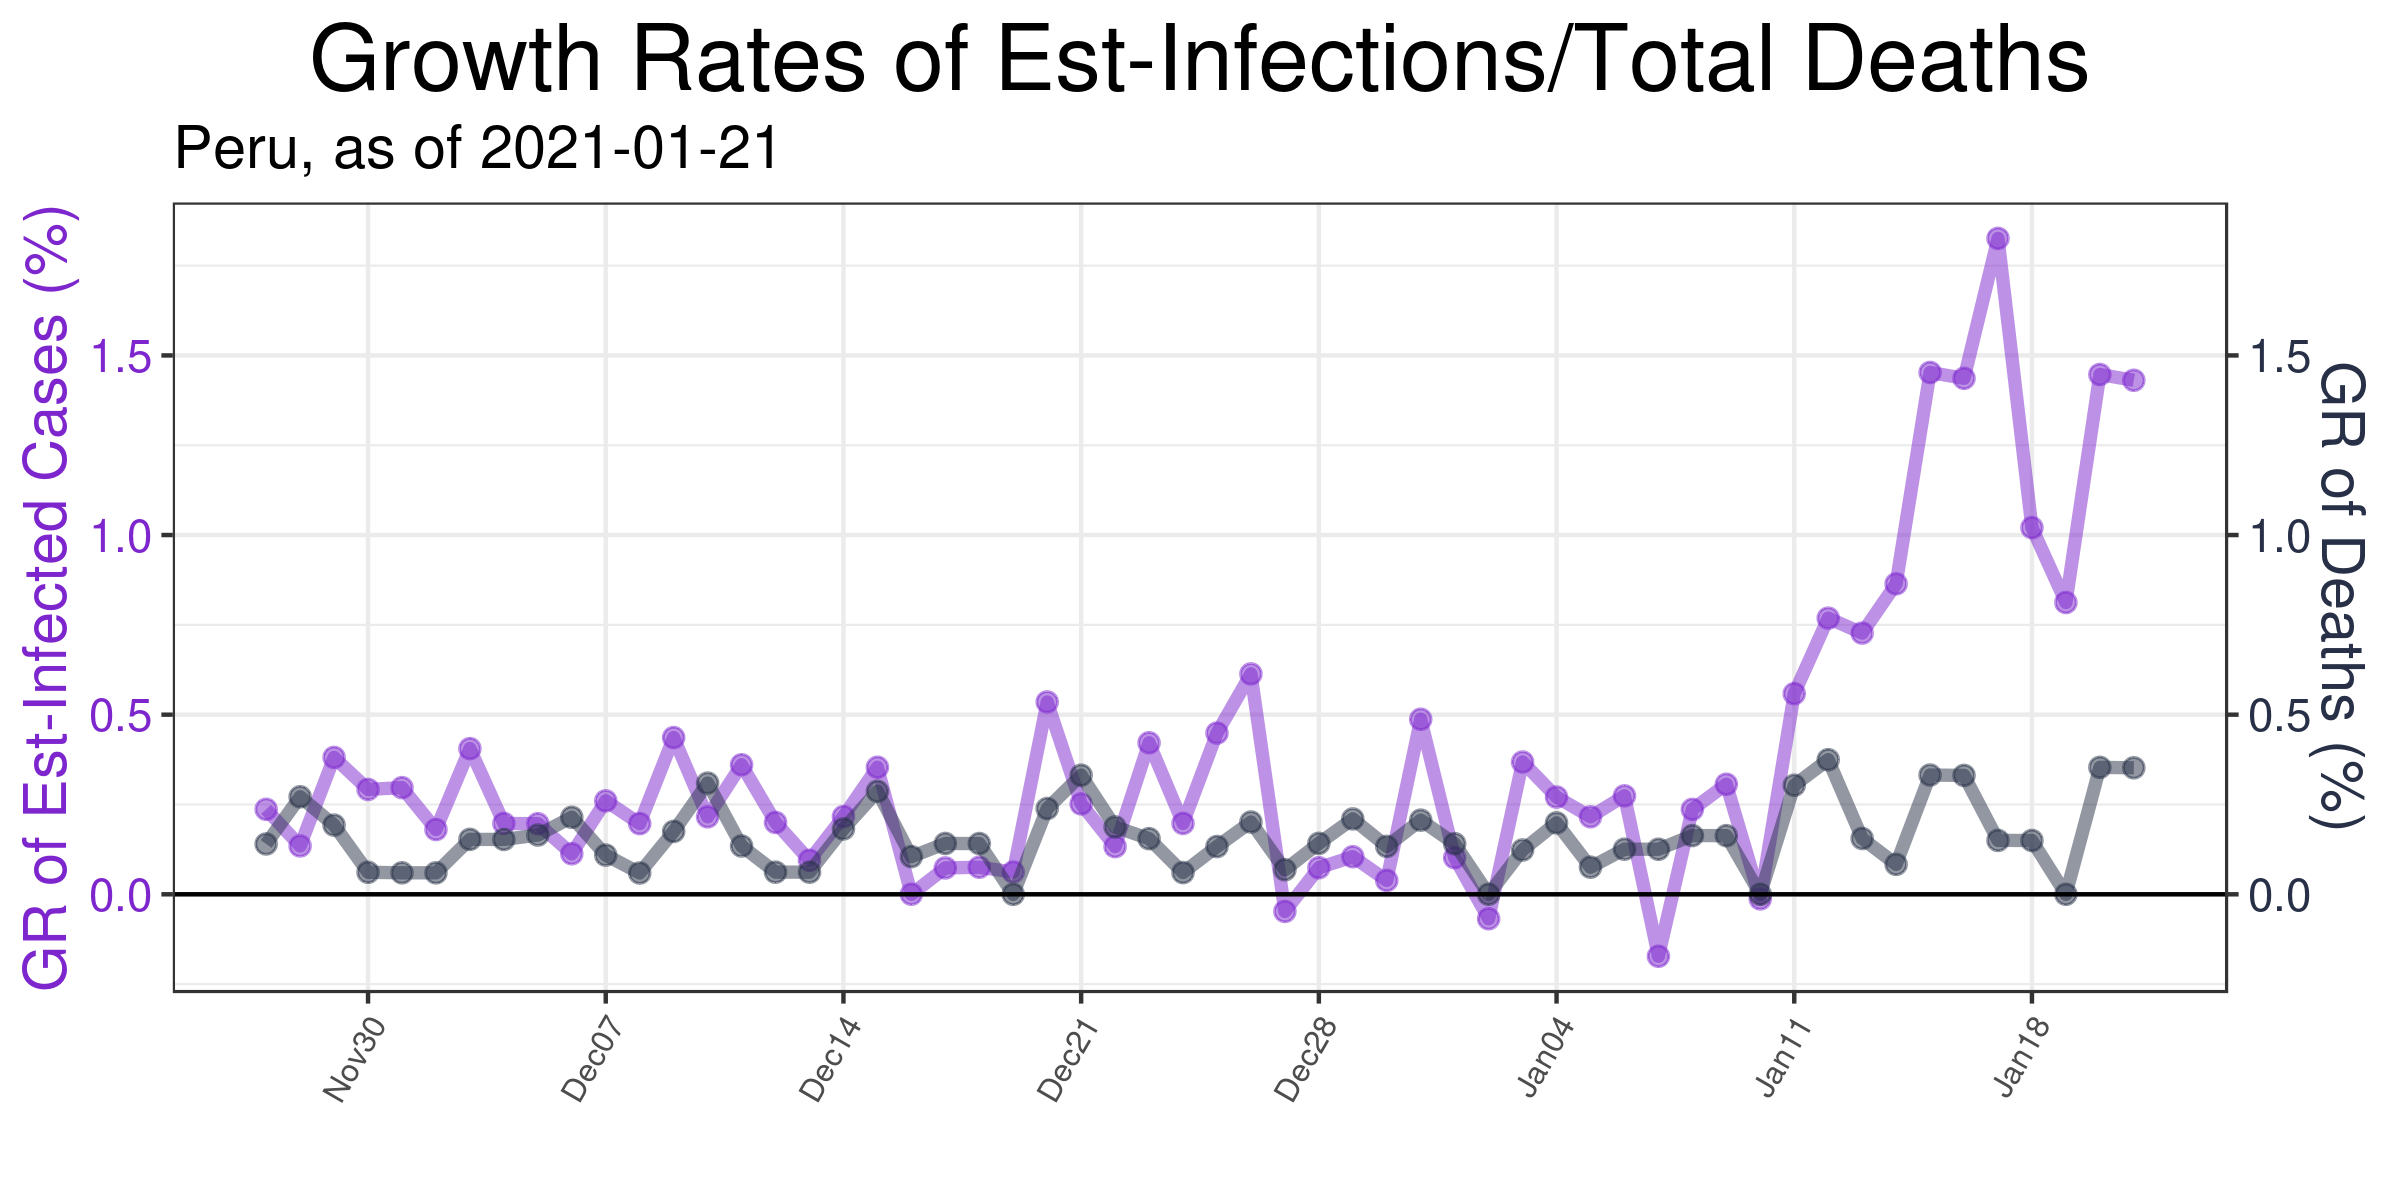 Growth Rates of Est-Infections/Total Deaths
Peru, as of 2021-01-21
GR of Est-Infected Cases (%)
1.5
1.0
0.5
0.0
1.5
1.0
0.5
0.0
GR of Deaths (%)
Nov30
Dec07
Dec14
Dec21
Dec28
Jan04
Jan11
Jan18